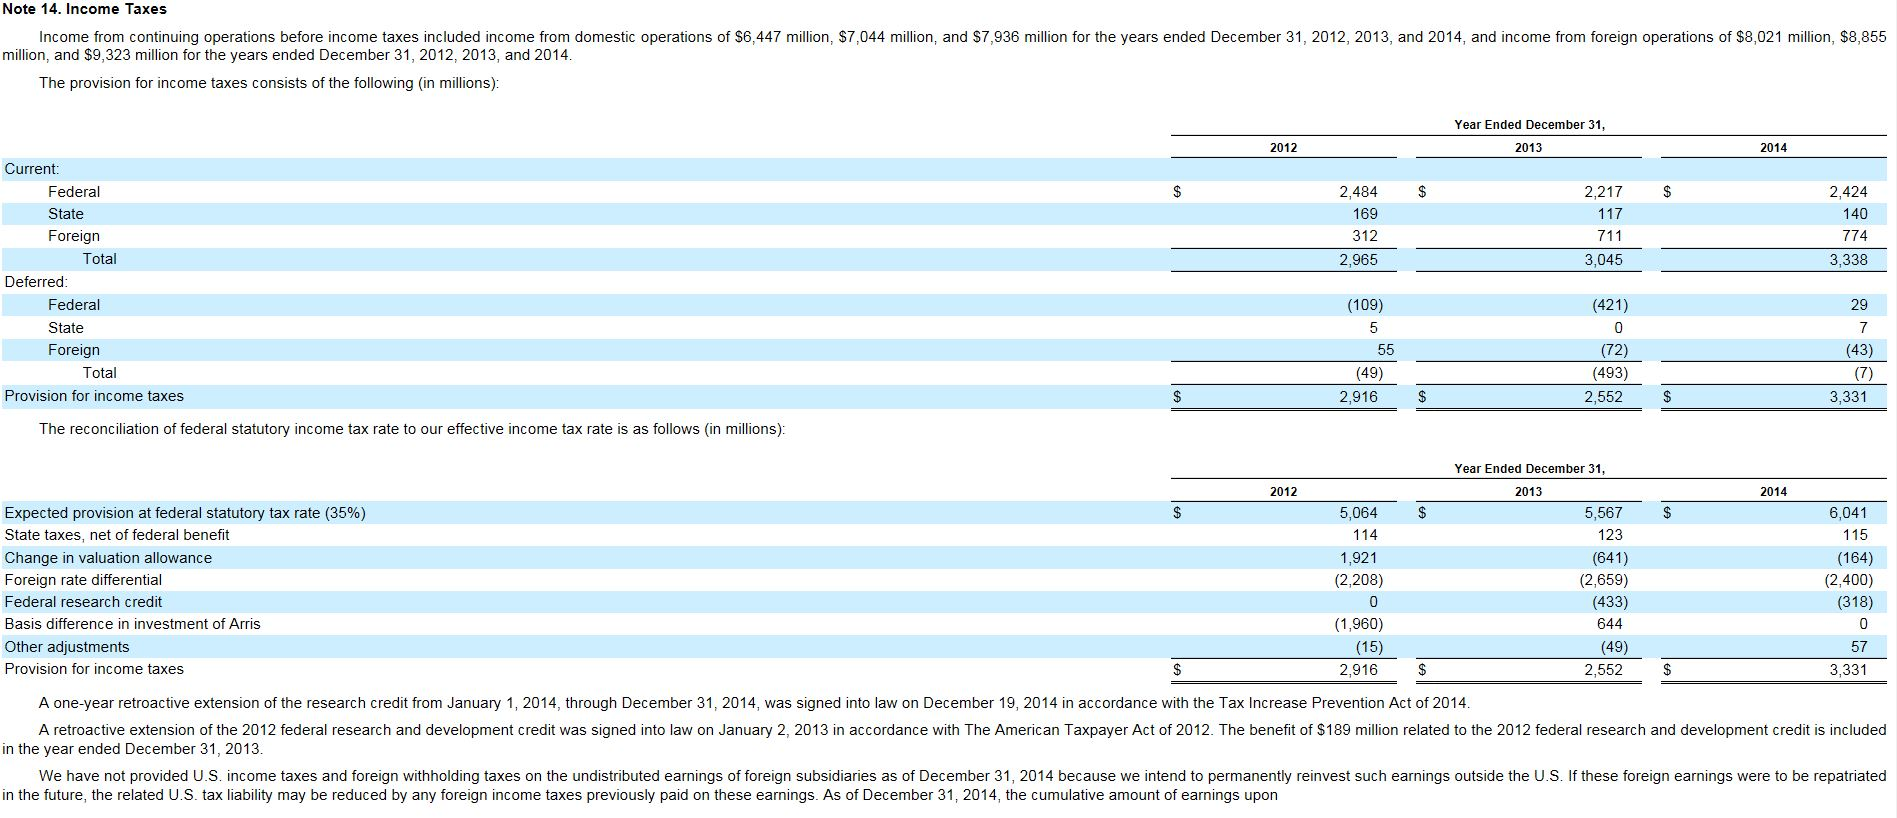 Note 14. Income Taxes
Income from continuing operations before income taxes included income from domestic operations of $6,447 million, $7,044 million, and $7,936 million for the years ended December 31, 2012, 2013, and 2014, and income from foreign operations of $8,021 million, $8,855
million, and $9,323 million for the years ended December 31, 2012, 2013, and 2014.
The provision for income taxes consists of the following (in millions):
Year Ended December 31,
2012 2013 2014
Current:
Federal $ 2,484 $ 2,217 $ 2,424
State 169 117 140
Foreign 312 711 774
Total 2,965 3,045 3,338
Deferred:
Federal (109) (421) 29
State 5 0 7
Foreign 55 (72) (43)
Total (49) (493) (7)
Provision for income taxes $ 2,916 $ 2,552 $ 3,331
The reconciliation of federal statutory income tax rate to our effective income tax rate is as follows (in millions):
Year Ended December 31,
2012 2013 2014
Expected provision at federal statutory tax rate (35%) $ 5,064 $ 5,567 $ 6,041
State taxes, net of federal benefit 114 123 115
Change in valuation allowance 1,921 (641) (164)
Foreign rate differential (2,208) (2,659) (2,400)
Federal research credit 0 (433) (318)
Basis difference in investment of Arris (1,960) 644 0
Other adjustments (15) (49) 57
Provision for income taxes $ 2,916 $ 2,552 $ 3,331
A one-year retroactive extension of the research credit from January 1, 2014, through December 31, 2014, was signed into law on December 19, 2014 in accordance with the Tax Increase Prevention Act of 2014.
A retroactive extension of the 2012 federal research and development credit was signed into law on January 2, 2013 in accordance with The American Taxpayer Act of 2012. The benefit of $189 million related to the 2012 federal research and development credit is included
in the year ended December 31, 2013.
We have not provided U.S. income taxes and foreign withholding taxes on the undistributed earnings of foreign subsidiaries as of December 31, 2014 because we intend to permanently reinvest such earnings outside the U.S. If these foreign earnings were to be repatriated
in the future, the related U.S. tax liability may be reduced by any foreign income taxes previously paid on these earnings. As of December 31, 2014, the cumulative amount of earnings upon